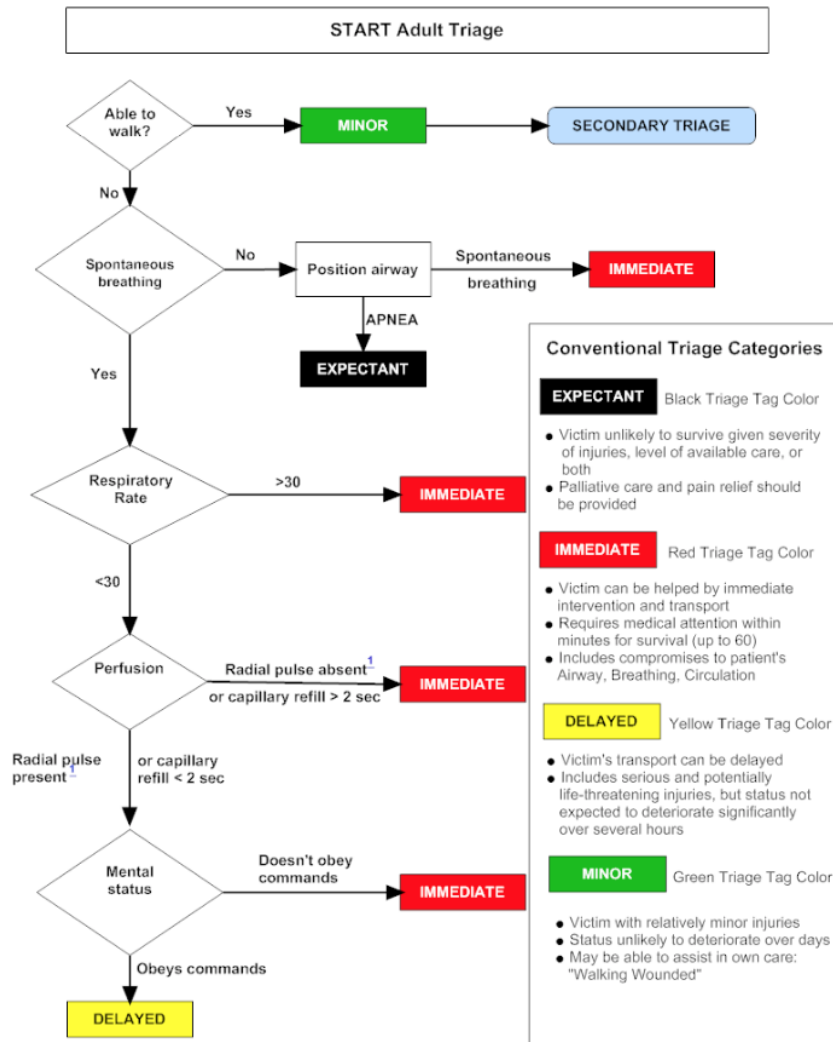 START Adult Triage
Able to
walk?
Yes
MINOR
SECONDARY TRIAGE
No
Spontaneous
breathing
No
Position airway
Spontaneous
breathing
IMMEDIATE
APNEA
EXPECTANT
Yes
Respiratory
Rate
>30
IMMEDIATE
<30
Perfusion
Radial pulse absent1
or capillary refill > 2 sec
IMMEDIATE
Radial pulse
present1
or capillary
refill < 2 sec
Mental
status
Doesn't obey
commands
IMMEDIATE
Obeys commands
DELAYED
Conventional Triage Categories
EXPECTANT Black Triage Tag Color
● Victim unlikely to survive given severity
of injuries, level of available care, or
both
● Palliative care and pain relief should
be provided
IMMEDIATE Red Triage Tag Color
● Victim can be helped by immediate
intervention and transport
● Requires medical attention within
minutes for survival (up to 60)
● Includes compromises to patient's
Airway, Breathing, Circulation
DELAYED Yellow Triage Tag Color
● Victim's transport can be delayed
● Includes serious and potentially
life-threatening injuries, but status not
expected to deteriorate significantly
over several hours
MINOR Green Triage Tag Color
● Victim with relatively minor injuries
● Status unlikely to deteriorate over days
● May be able to assist in own care:
"Walking Wounded"